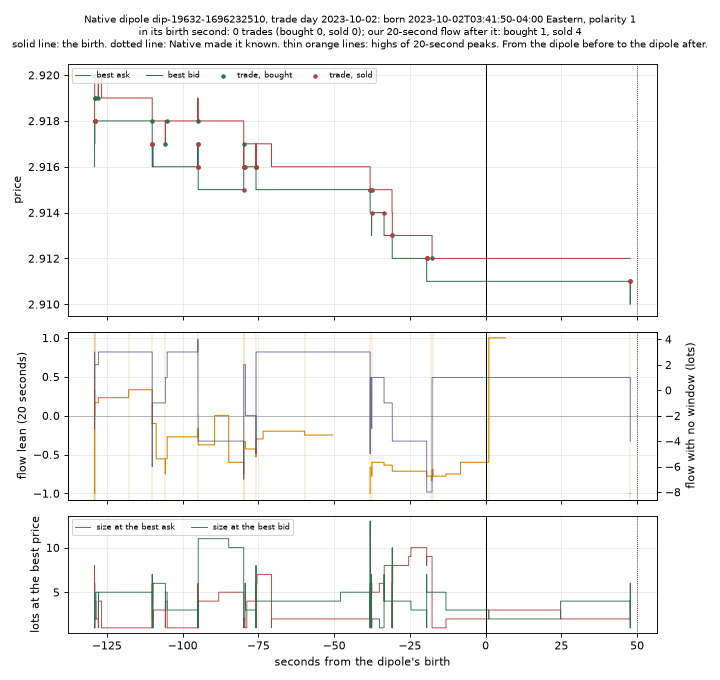 Native dipole dip-19632-1696232510, trade day 2023-10-02: born 2023-10-02T03:41:50-04:00 Eastern, polarity 1
in its birth second: 0 trades (bought 0, sold 0); our 20-second flow after it: bought 1, sold 4
solid line: the birth. dotted line: Native made it known. thin orange lines: highs of 20-second peaks. From the dipole before to the dipole after.
best ask best bid trade, bought trade, sold
2.920
2.918
2.916
2.914
2.912
2.910
price
1.0
0.5
0.0
−0.5
−1.0
flow lean (20 seconds)
4
2
0
−2
−4
−6
−8
flow with no window (lots)
size at the best ask size at the best bid
10
5
lots at the best price
−125 −100 −75 −50 −25 0 25 50
seconds from the dipole's birth